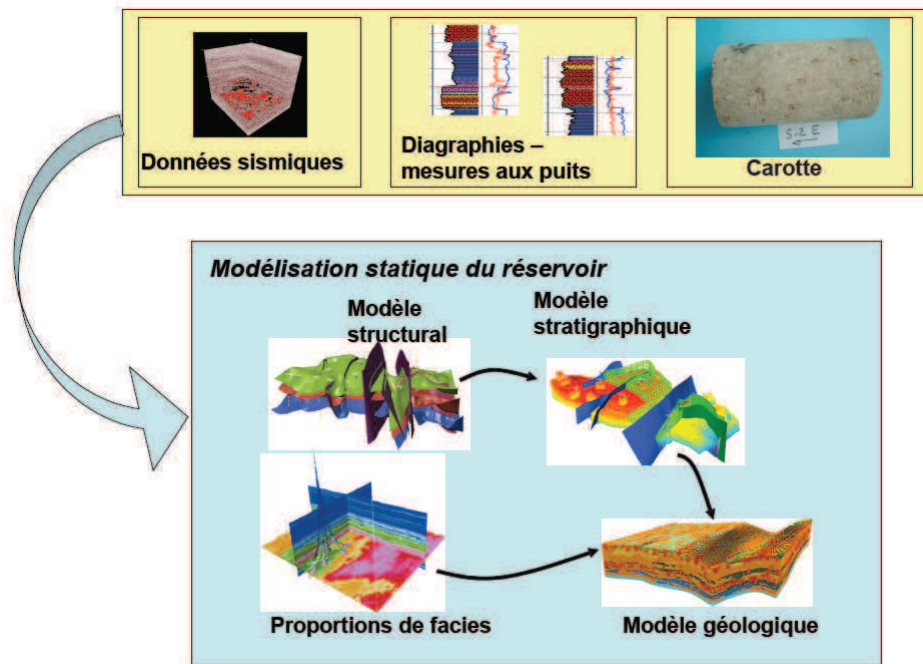 Données sismiques
Diagraphies –
mesures aux puits
S-2 E
Carotte
Modélisation statique du réservoir
Modèle
structural
Modèle
stratigraphique
Proportions de facies
Modèle géologique